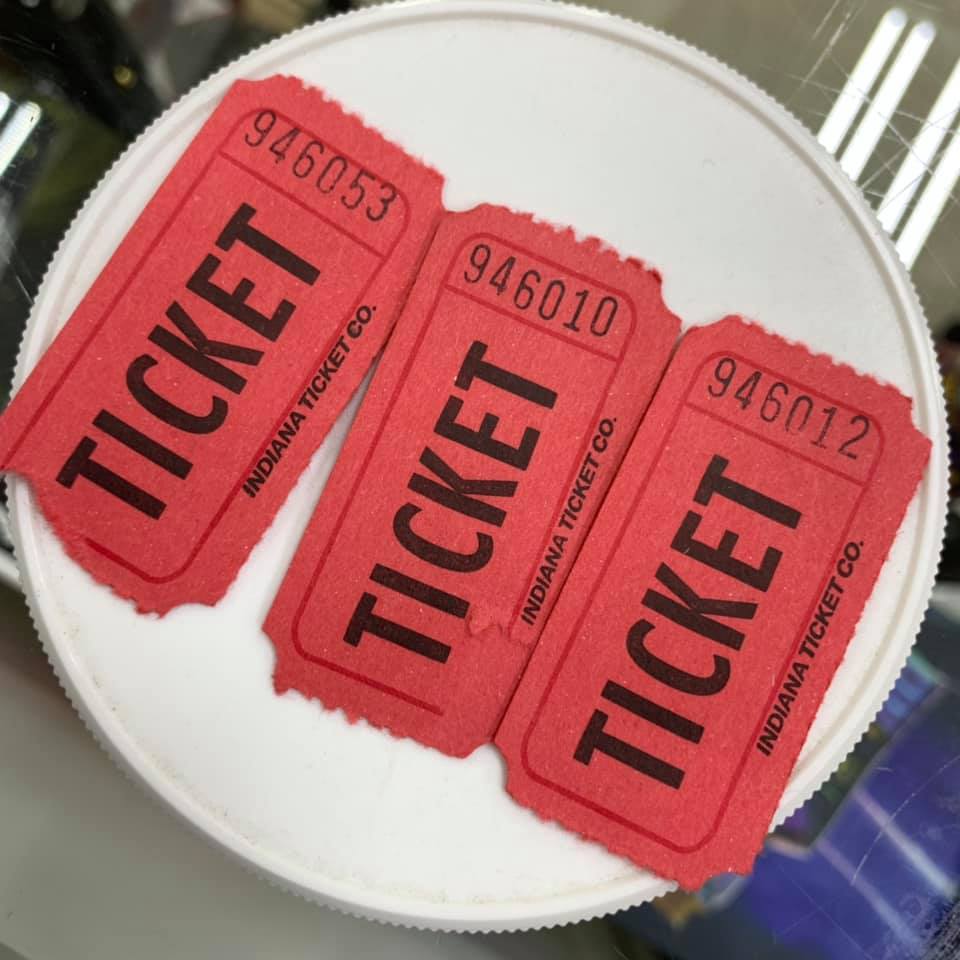 946053
TICKET
INDIANA TICKET CO.
946010
TICKET
INDIANA TICKET CO.
946012
TICKET
INDIANA TICKET CO.